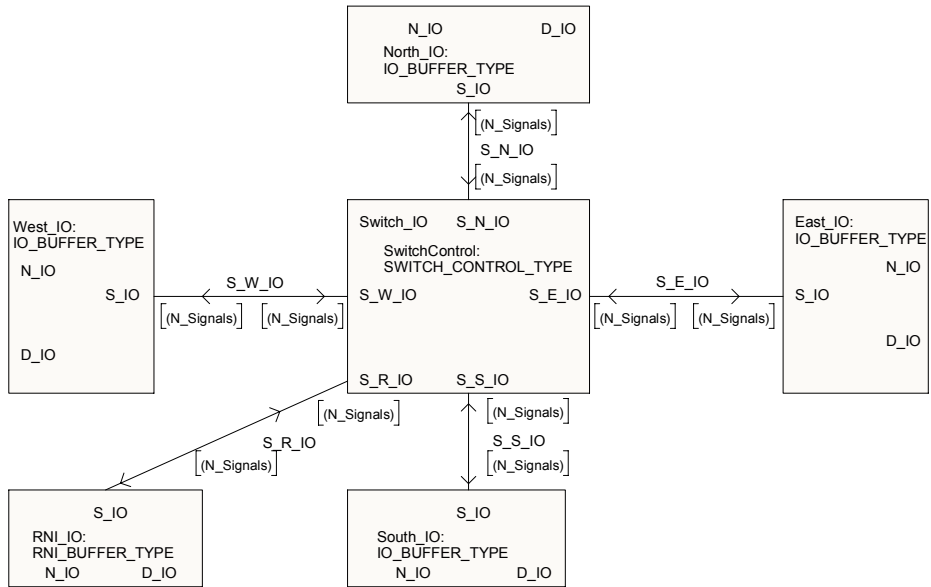 N_IO D_IO
North_IO:
IO_BUFFER_TYPE
S_IO
[(N_Signals)]
S_N_IO
[(N_Signals)]
West_IO:
IO_BUFFER_TYPE
N_IO
S_IO
D_IO
S_W_IO
[(N_Signals)] [(N_Signals)]
Switch_IO S_N_IO
SwitchControl:
SWITCH_CONTROL_TYPE
S_W_IO S_E_IO
S_R_IO S_S_IO
S_E_IO
[(N_Signals)] [(N_Signals)]
East_IO:
IO_BUFFER_TYPE
N_IO
S_IO
D_IO
[(N_Signals)]
S_R_IO
[(N_Signals)]
[(N_Signals)]
S_S_IO
[(N_Signals)]
S_IO
RNI_IO:
RNI_BUFFER_TYPE
N_IO D_IO
S_IO
South_IO:
IO_BUFFER_TYPE
N_IO D_IO